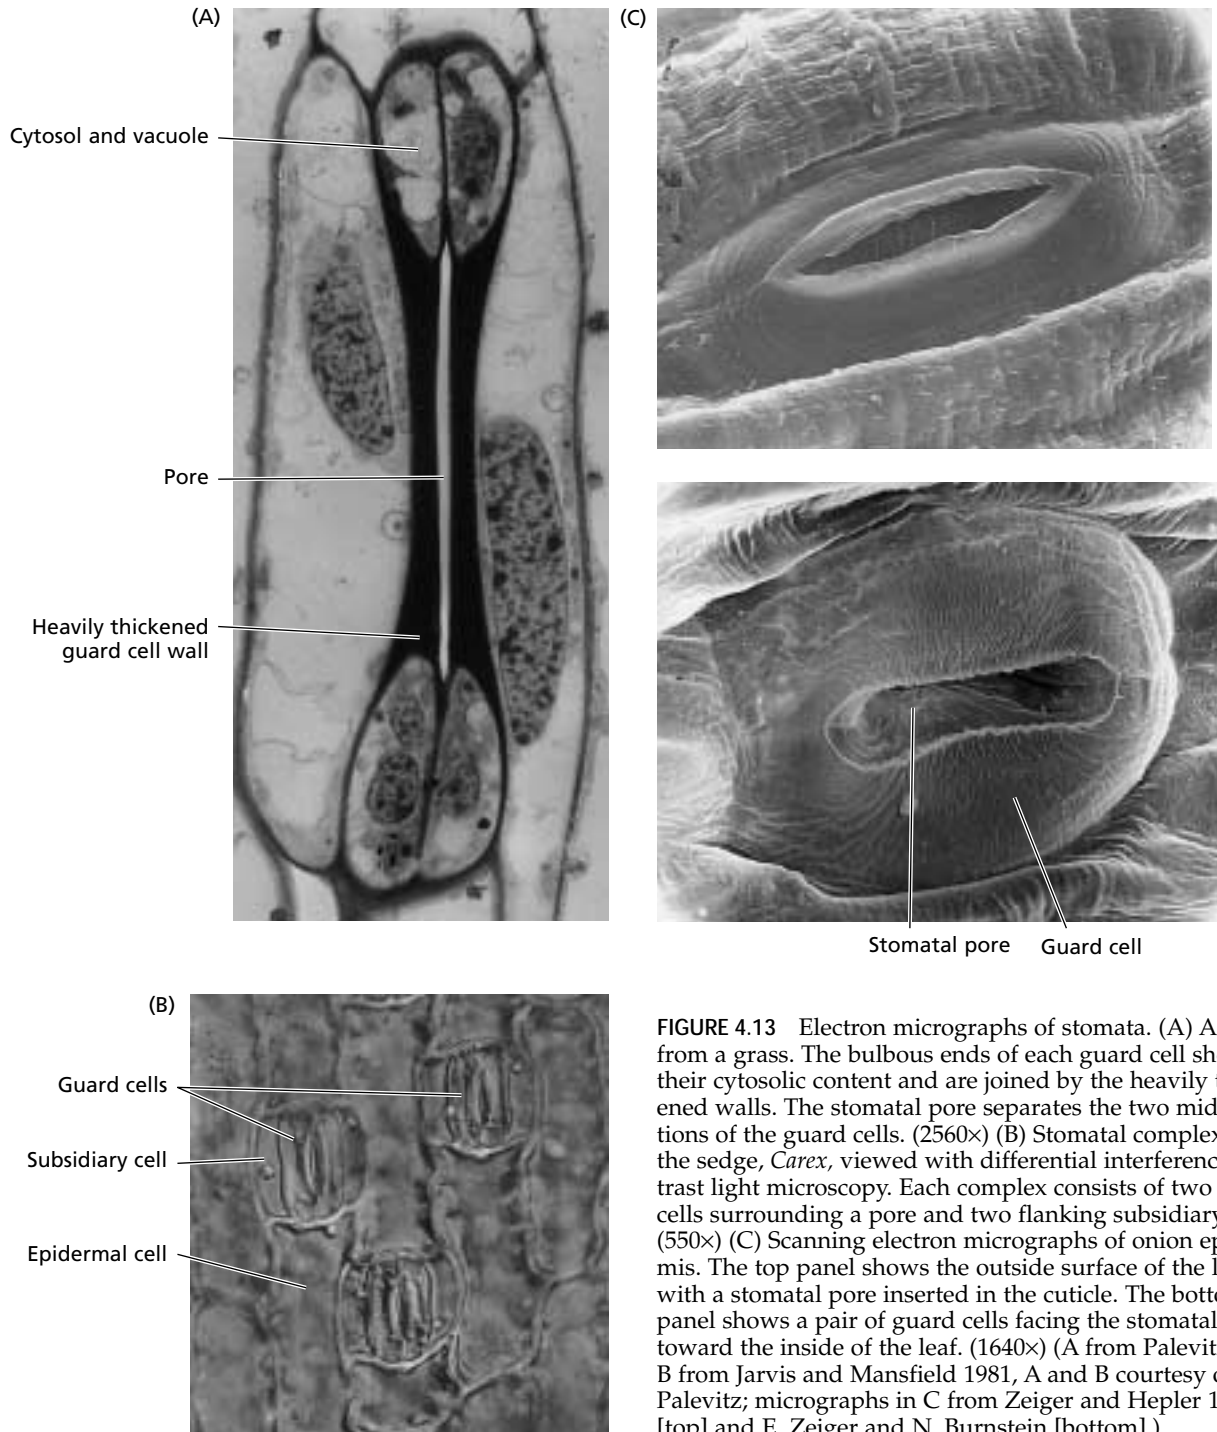 (A)
Cytosol and vacuole
Pore
Heavily thickened
guard cell wall
(C)
Stomatal pore
Guard cell
(B)
Guard cells
Subsidiary cell
Epidermal cell
FIGURE 4.13 Electron micrographs of stomata. (A) A
from a grass. The bulbous ends of each guard cell sh
their cytosolic content and are joined by the heavily t
ened walls. The stomatal pore separates the two mid
tions of the guard cells. (2560×) (B) Stomatal complex
the sedge, Carex, viewed with differential interferenc
trast light microscopy. Each complex consists of two
cells surrounding a pore and two flanking subsidiary
(550×) (C) Scanning electron micrographs of onion ep
mis. The top panel shows the outside surface of the l
with a stomatal pore inserted in the cuticle. The botte
panel shows a pair of guard cells facing the stomatal
toward the inside of the leaf. (1640×) (A from Palevit
B from Jarvis and Mansfield 1981, A and B courtesy o
Palevitz; micrographs in C from Zeiger and Hepler 1
[top] and E. Zeiger and N. Burnstein [bottom].)